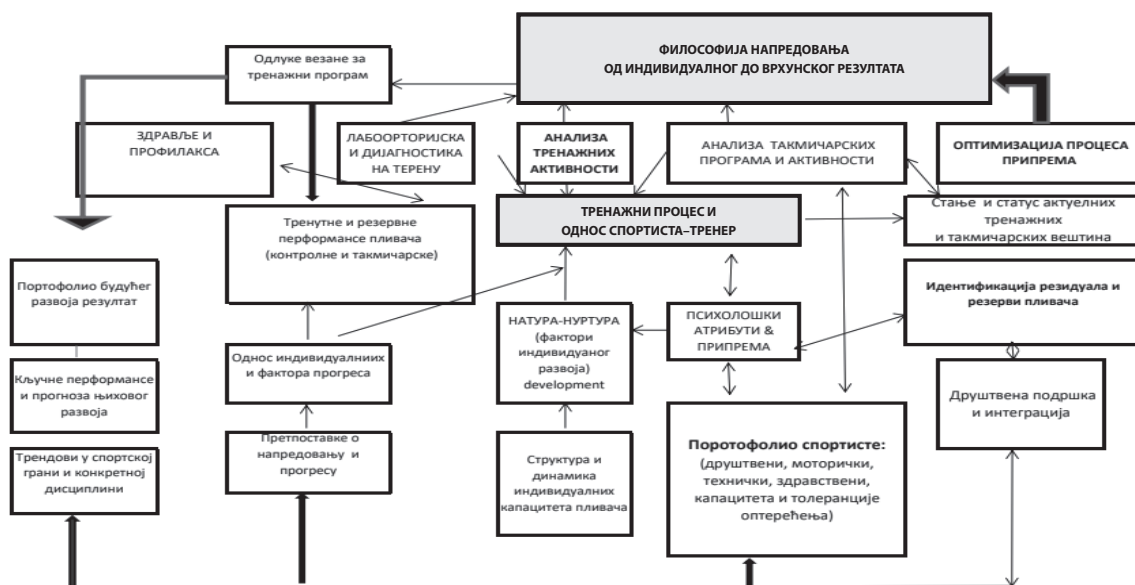 ФИЛОСОФИЈА НАПРЕДОВАЊА
ОД ИНДИВИДУАЛНОГ ДО ВРХУНСКОГ РЕЗУЛТАТА
Одлуке везане за
тренажни програм
ЗДРАВЉЕ И
ПРОФИЛАКСА
ЛАБООРТОРИЈСКА
И ДИЈАГНОСТИКА
НА ТЕРЕНУ
АНАЛИЗА
ТРЕНАЖНИХ
АКТИВНОСТИ
АНАЛИЗА ТАКМИЧАРСКИХ
ПРОГРАМА И АКТИВНОСТИ
ОПТИМИЗАЦИЈА ПРОЦЕСА
ПРИПРЕМА
Тренутне и резервне
перформансе пливача
(контролне и такмичарске)
ТРЕНАЖНИ ПРОЦЕС И
ОДНОС СПОРТИСТА–ТРЕНЕР
Стање и статус актуелних
тренажних
и такмичарских вештина
Портофолио будућег
развоја резултат
Идентификација резидуала и
резерви пливача
НАТУРА-НУРТУРА
(фактори
индивидуаног
развоја)
development
ПСИХОЛОШКИ
АТРИБУТИ &
ПРИПРЕМА
Однос индивидуалниих
и фактора прогреса
Кључне перформансе
и прогноза њиховог
развоја
Друштвена подршка
и интеграција
Претпоставке о
напредовању и
прогресу
Трендови у спортској
грани и конкретној
дисциплини
Структура и
динамика
индивидуалних
капацитета пливача
Поротофолио спортисте:
(друштвени, моторички,
технички, здравствени,
капацитета и толеранције
оптерећења)